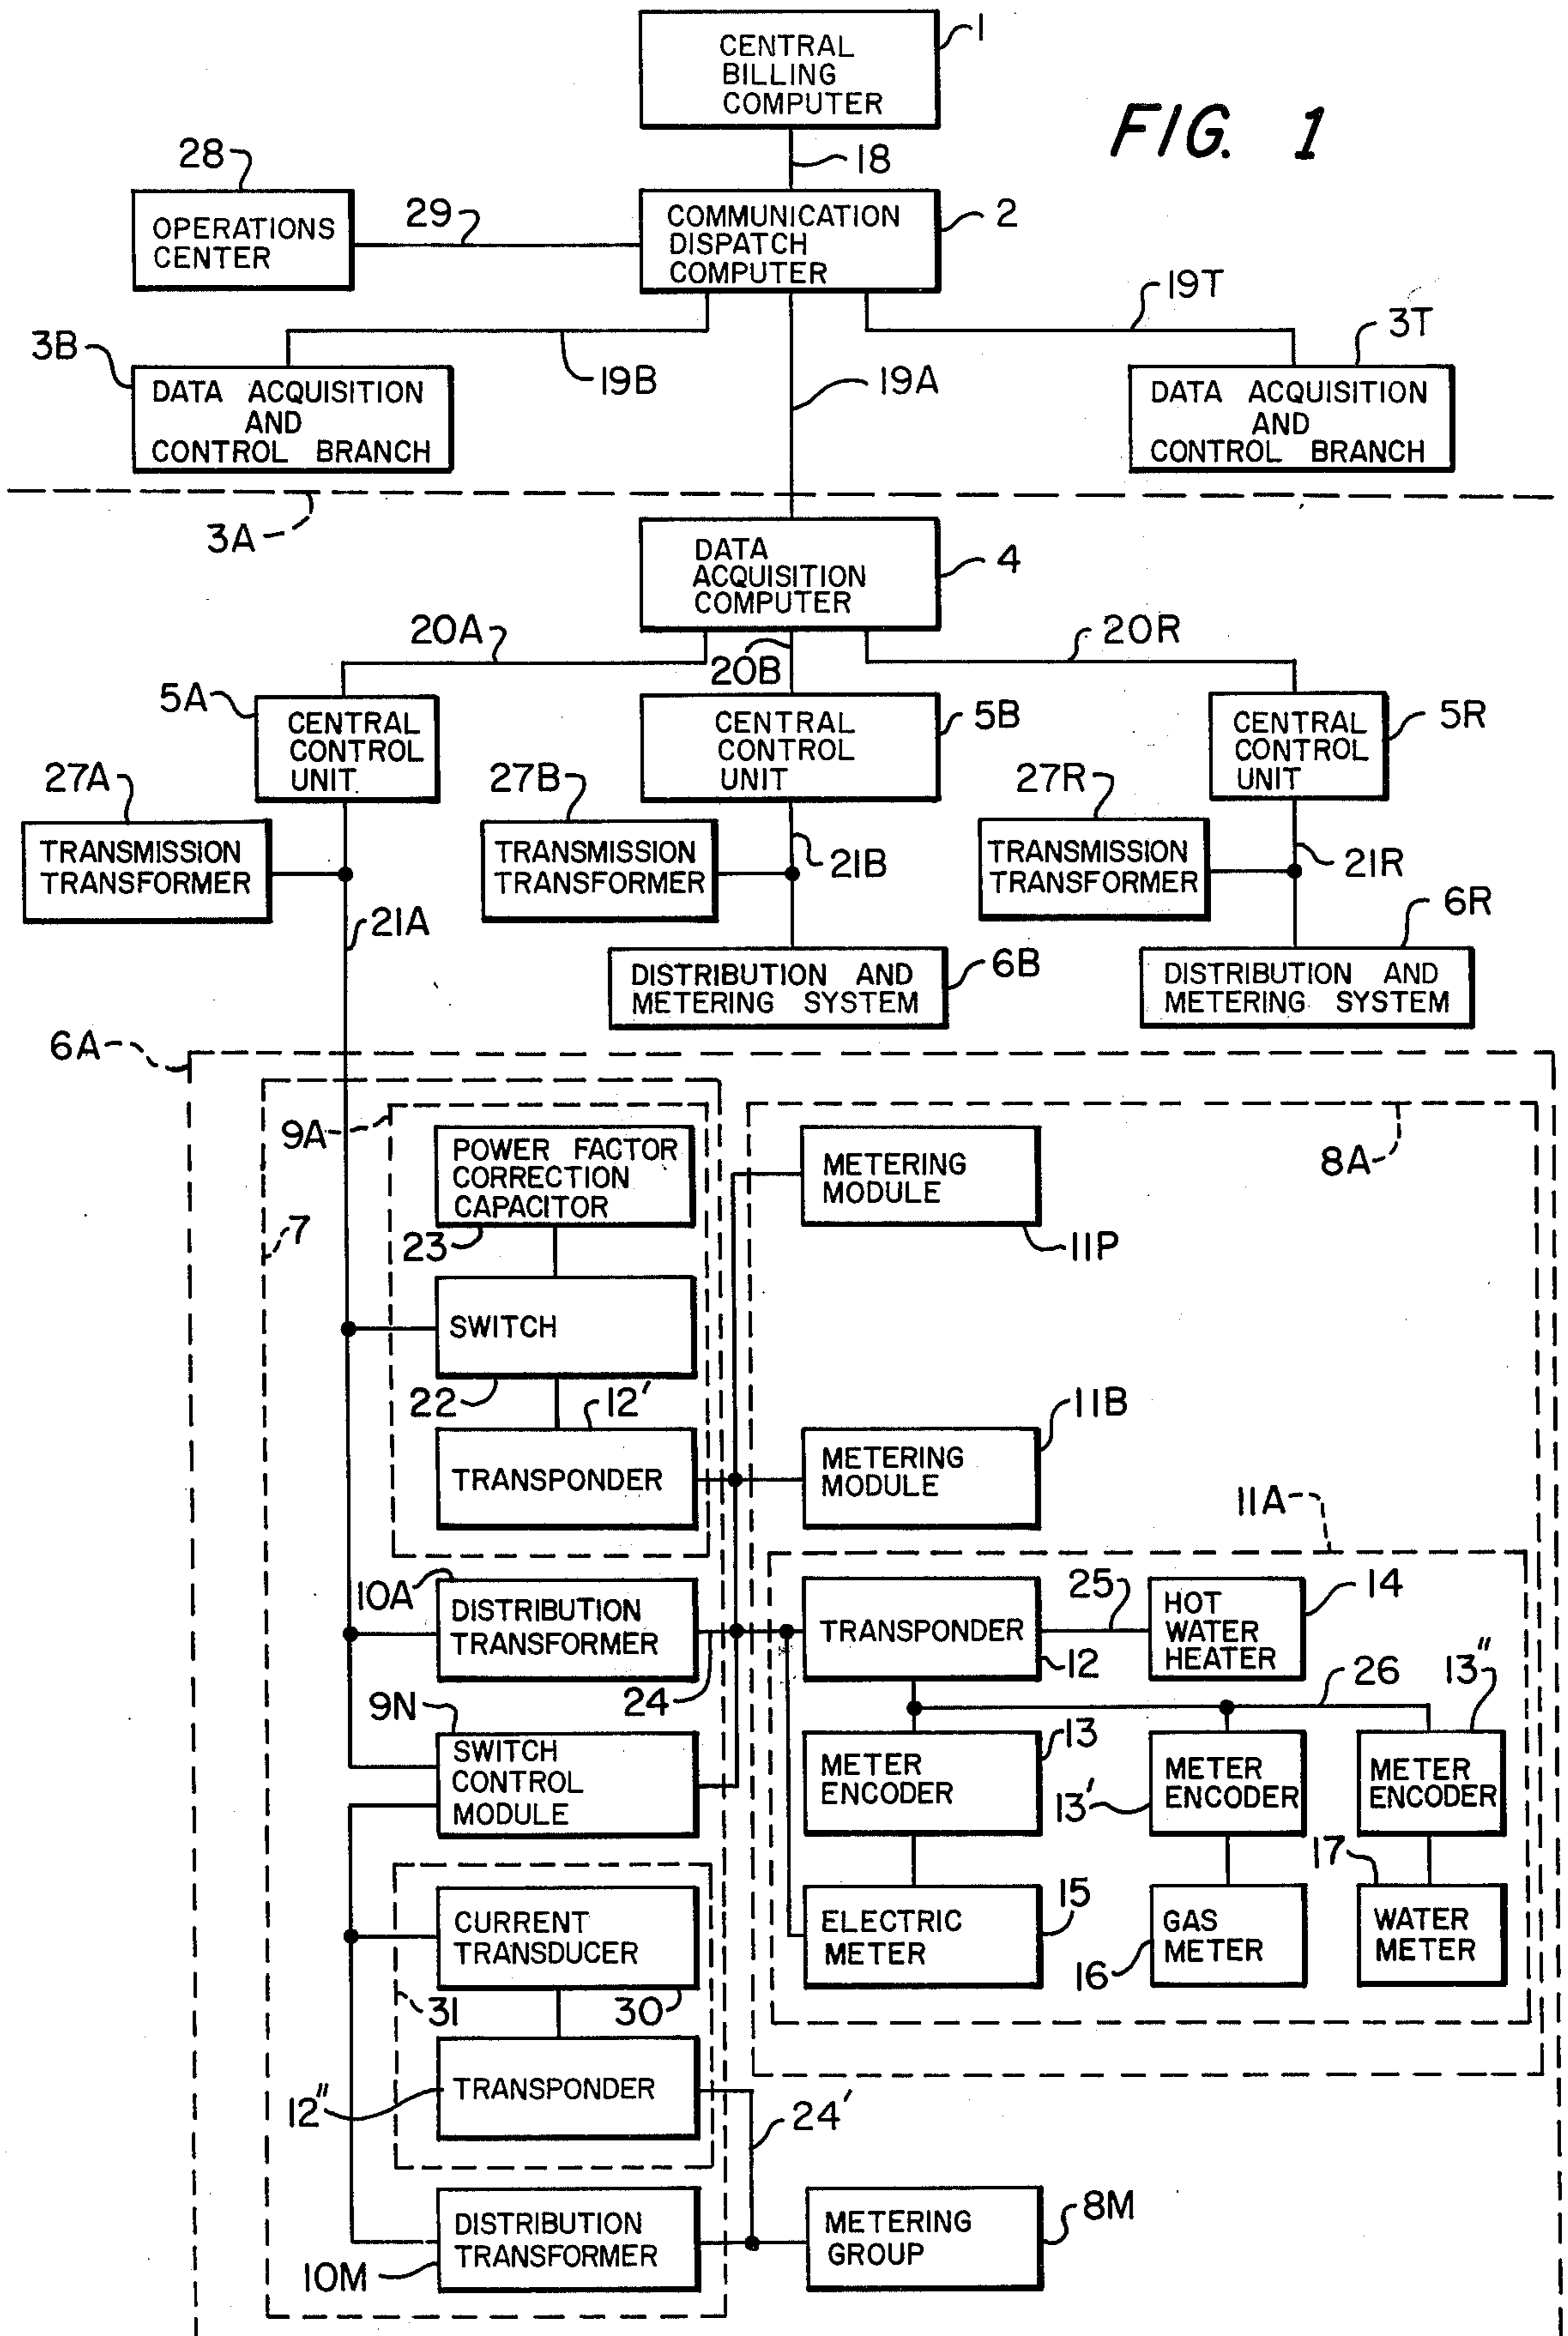 CENTRAL
BILLING
COMPUTER
1
FIG. 1
18
28
OPERATIONS
CENTER
29
COMMUNICATION
DISPATCH
COMPUTER
2
19T
3B
DATA ACQUISITION
AND
CONTROL BRANCH
19B
19A
3T
DATA ACQUISITION
AND
CONTROL BRANCH
3A
DATA
ACQUISITION
COMPUTER
4
20A
20B
20R
5A
CENTRAL
CONTROL
UNIT
CENTRAL
CONTROL
UNIT
5B
CENTRAL
CONTROL
UNIT
5R
27A
TRANSMISSION
TRANSFORMER
27B
TRANSMISSION
TRANSFORMER
21B
27R
TRANSMISSION
TRANSFORMER
21R
21A
DISTRIBUTION AND
METERING SYSTEM
6B
6R
DISTRIBUTION AND
METERING SYSTEM
6A
9A
POWER FACTOR
CORRECTION
CAPACITOR
METERING
MODULE
8A
7
23
11P
SWITCH
22
12'
11B
TRANSPONDER
METERING
MODULE
11A
10A
DISTRIBUTION
TRANSFORMER
24
TRANSPONDER
12
25
HOT
WATER
HEATER
14
26
13"
9N
SWITCH
CONTROL
MODULE
METER
ENCODER
13
13'
METER
ENCODER
METER
ENCODER
17
CURRENT
TRANSDUCER
ELECTRIC
METER
15
16
GAS
METER
WATER
METER
31
30
12"
TRANSPONDER
24'
DISTRIBUTION
TRANSFORMER
10M
METERING
GROUP
8M